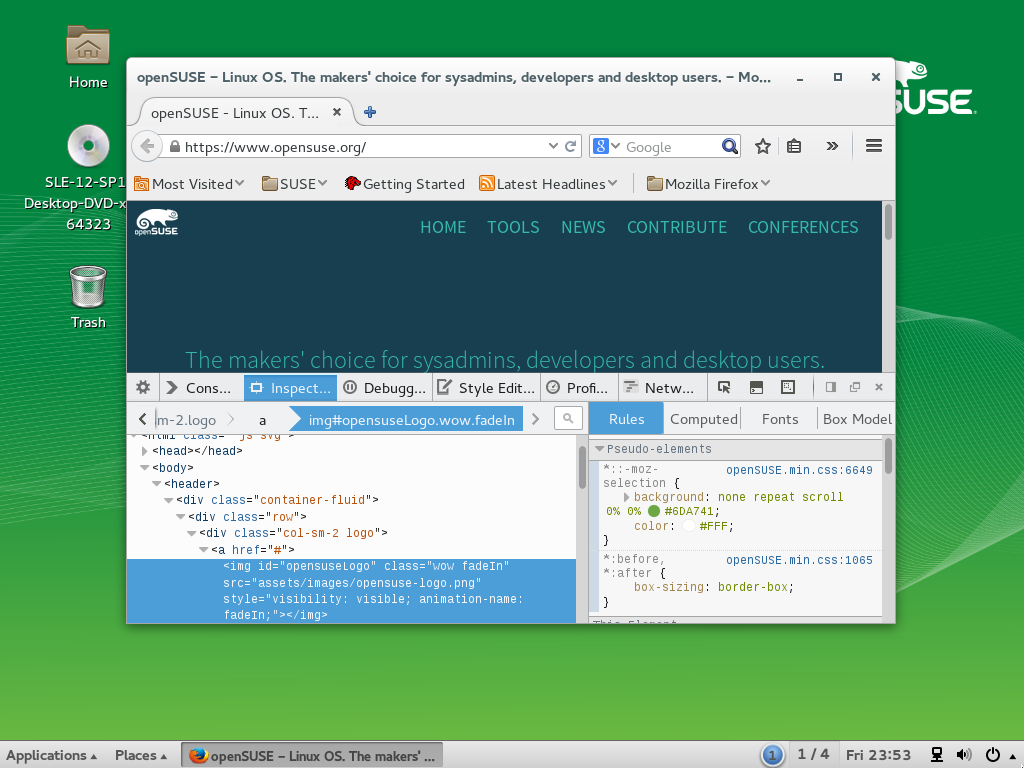 Home
SLE-12-SP1
Desktop-DVD-x
64323
Trash
SUSE
openSUSE – Linux OS. The makers' choice for sysadmins, developers and desktop users. – Mo...
openSUSE - Linux OS. T...
https://www.opensuse.org/
8
Google
Most Visited
SUSE
Getting Started
Latest Headlines
Mozilla Firefox
openSUSE
HOME
TOOLS
NEWS
CONTRIBUTE
CONFERENCES
The makers' choice for sysadmins, developers and desktop users.
Cons...
Inspect...
Debugg...
Style Edit...
Profi...
Netw...
m-2.logo
a
img#opensuseLogo.wow.fadeIn
Rules
Computed
Fonts
Box Model
<html class=" js svg">
<head></head>
<body>
<header>
<div class="container-fluid">
<div class="row">
<div class="col-sm-2 logo">
<a href="#">
<img id="opensuseLogo" class="wow fadeIn"
src="assets/images/opensuse-logo.png"
style="visibility: visible; animation-name:
fadeIn;"></img>
Pseudo-elements
*::-moz- openSUSE.min.css:6649
selection {
background: none repeat scroll
0% 0% #6DA741;
color: #FFF;
}
*:before, openSUSE.min.css:1065
*:after {
box-sizing: border-box;
}
This Element
Applications
Places
openSUSE – Linux OS. The makers' ...
1
1 / 4
Fri 23:53